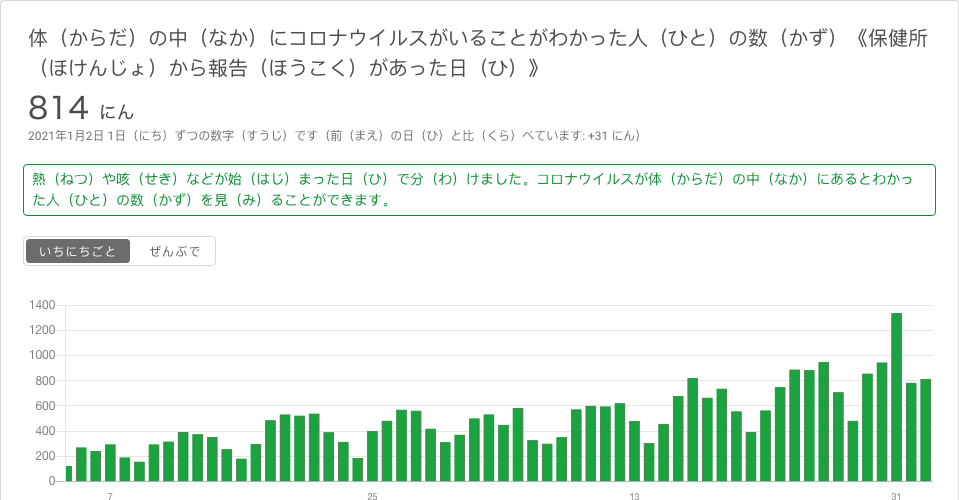 体（からだ）の中（なか）にコロナウイルスがいることがわかった人（ひと）の数（かず）《保健所
（ほけんじょ）から報告（ほうこく）があった日（ひ）》
814 にん
2021年1月2日 1日（にち）ずつの数字（すうじ）です（前（まえ）の日（ひ）と比（くら）べています: +31 にん）
熱（ねつ）や咳（せき）などが始（はじ）まった日（ひ）で分（わ）けました。コロナウイルスが体（からだ）の中（なか）にあるとわかっ
た人（ひと）の数（かず）を見（み）ることができます。
いちにちごと ぜんぶで
1400
1200
1000
800
600
400
200
0
7 25 13 31